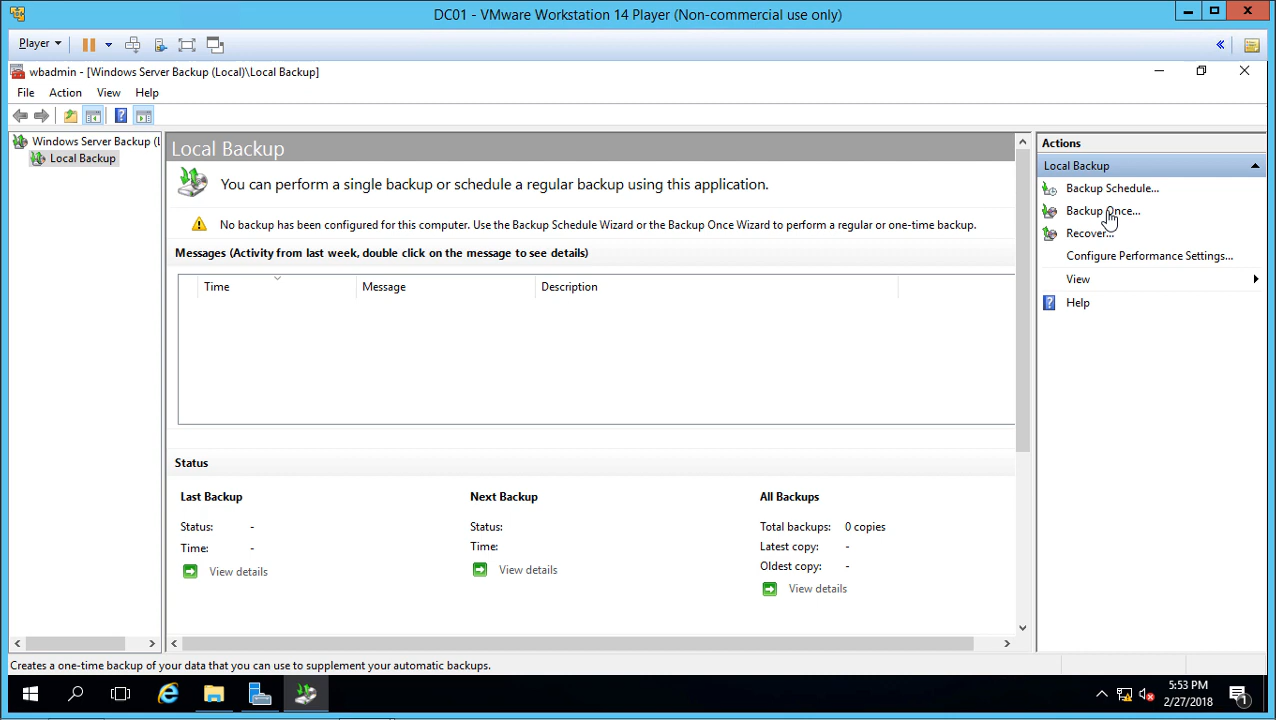 DC01 - VMware Workstation 14 Player (Non-commercial use only)
Player
wbadmin - [Windows Server Backup (Local)\Local Backup]
File Action View Help
Windows Server Backup (L
Local Backup
Local Backup
You can perform a single backup or schedule a regular backup using this application.
No backup has been configured for this computer. Use the Backup Schedule Wizard or the Backup Once Wizard to perform a regular or one-time backup.
Messages (Activity from last week, double click on the message to see details)
Time Message Description
Status
Last Backup
Status: -
Time: -
View details
Next Backup
Status:
Time:
View details
All Backups
Total backups: 0 copies
Latest copy: -
Oldest copy: -
View details
Actions
Local Backup
Backup Schedule...
Backup Once...
Recover...
Configure Performance Settings...
View
Help
Creates a one-time backup of your data that you can use to supplement your automatic backups.
5:53 PM
2/27/2018
1